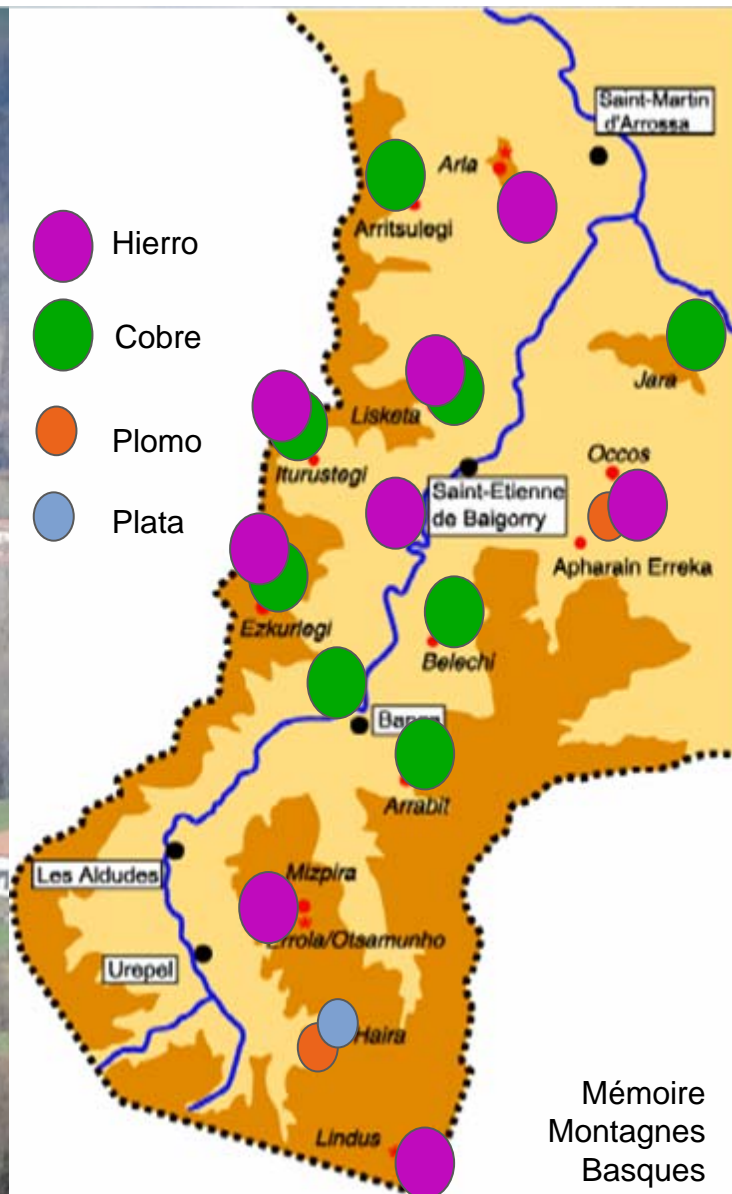 Saint-Martin
d'Arrossa
Arla
Arritsulegi
Hierro
Cobre
Plomo
Plata
Jara
Lisketa
Iturustegi
Occos
Saint-Etienne
de Baigorry
Apharain Erreka
Ezkurlegi
Belechi
Arrabit
Les Aldudes
Mizpira
Errola/Otsamunho
Urepel
Haira
Lindus
Mémoire
Montagnes
Basques